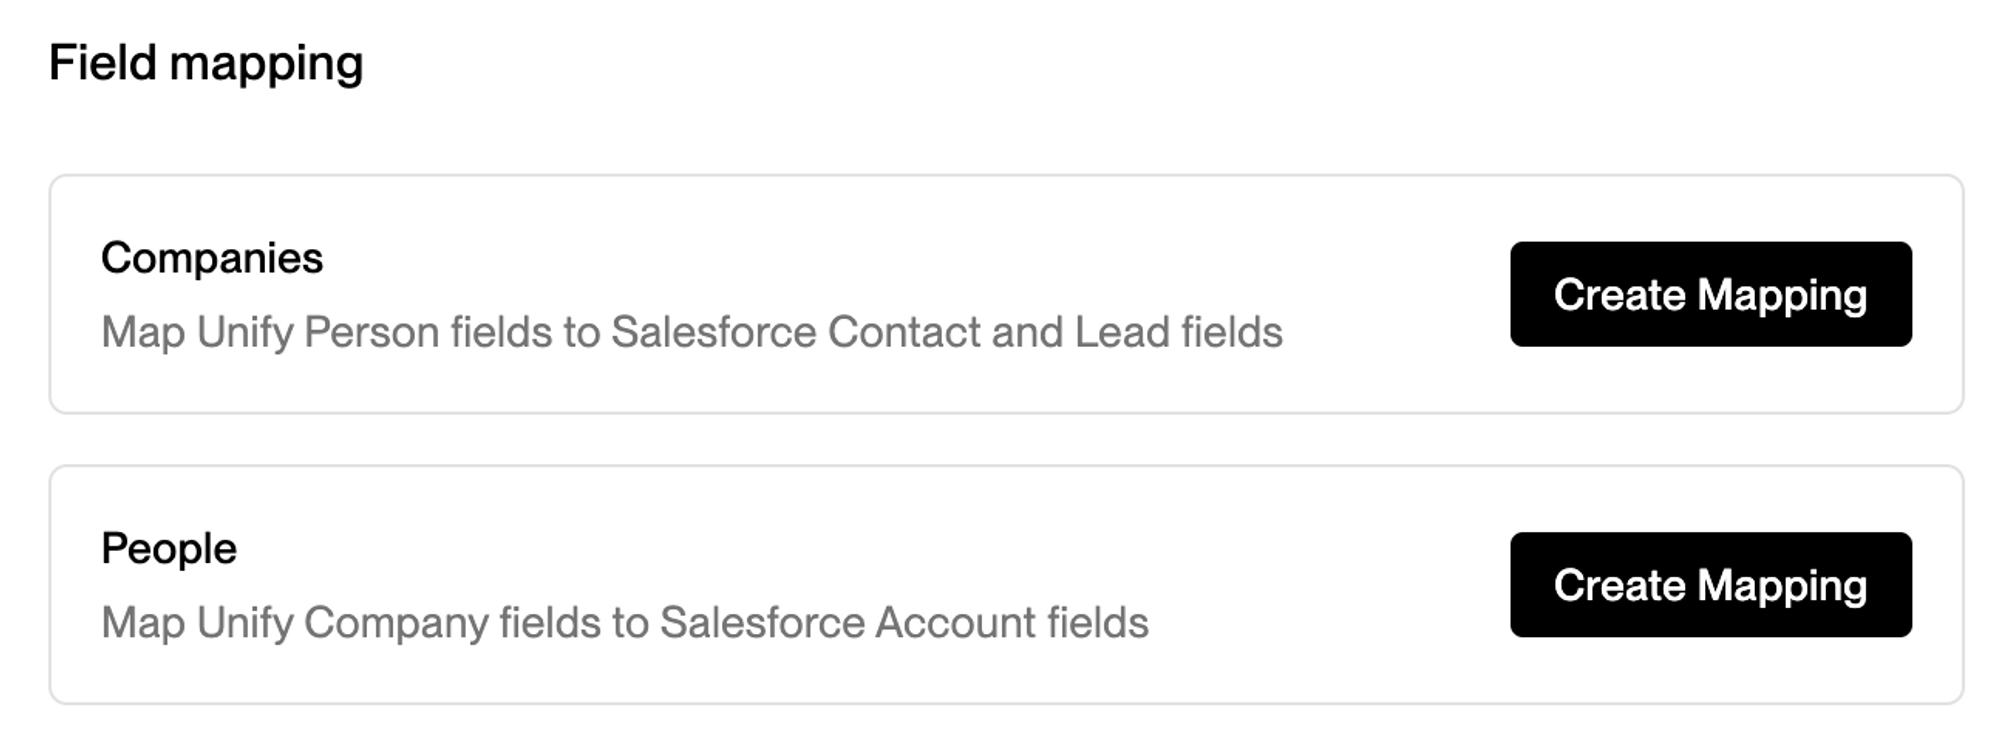 Field mapping
Companies
Map Unify Person fields to Salesforce Contact and Lead fields
Create Mapping
People
Map Unify Company fields to Salesforce Account fields
Create Mapping